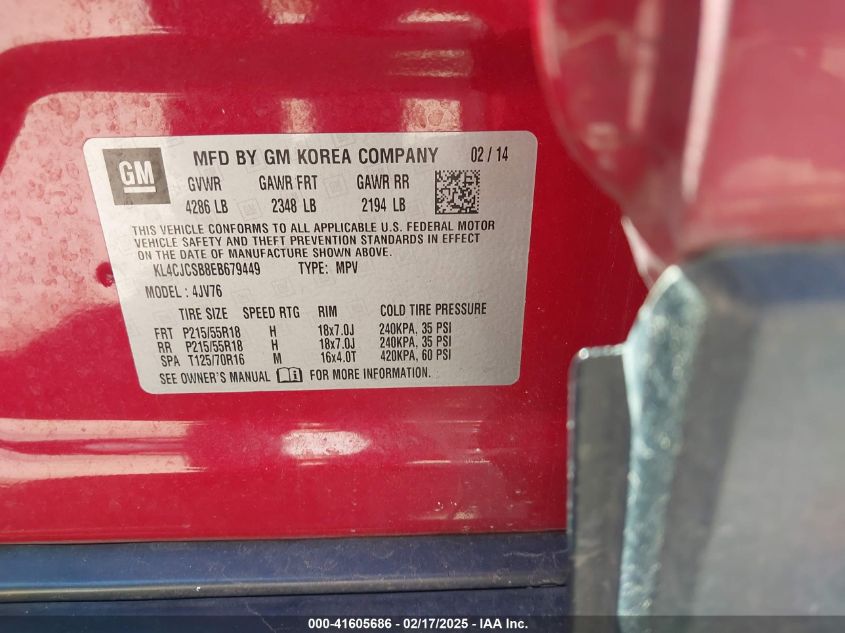 GM
MFD BY GM KOREA COMPANY 02 / 14
GVWR GAWR FRT GAWR RR
4286 LB 2348 LB 2194 LB
THIS VEHICLE CONFORMS TO ALL APPLICABLE U.S. FEDERAL MOTOR
VEHICLE SAFETY AND THEFT PREVENTION STANDARDS IN EFFECT
ON THE DATE OF MANUFACTURE SHOWN ABOVE.
KL4CJCSB8EB679449 TYPE: MPV
MODEL : 4JV76
TIRE SIZE SPEED RTG RIM COLD TIRE PRESSURE
FRT P215/55R18 H 18x7.0J 240KPA, 35 PSI
RR P215/55R18 H 18x7.0J 240KPA, 35 PSI
SPA T125/70R16 M 16x4.0T 420KPA, 60 PSI
SEE OWNER'S MANUAL FOR MORE INFORMATION.
000-41605686 / 02/17/2025 - IAA Inc.